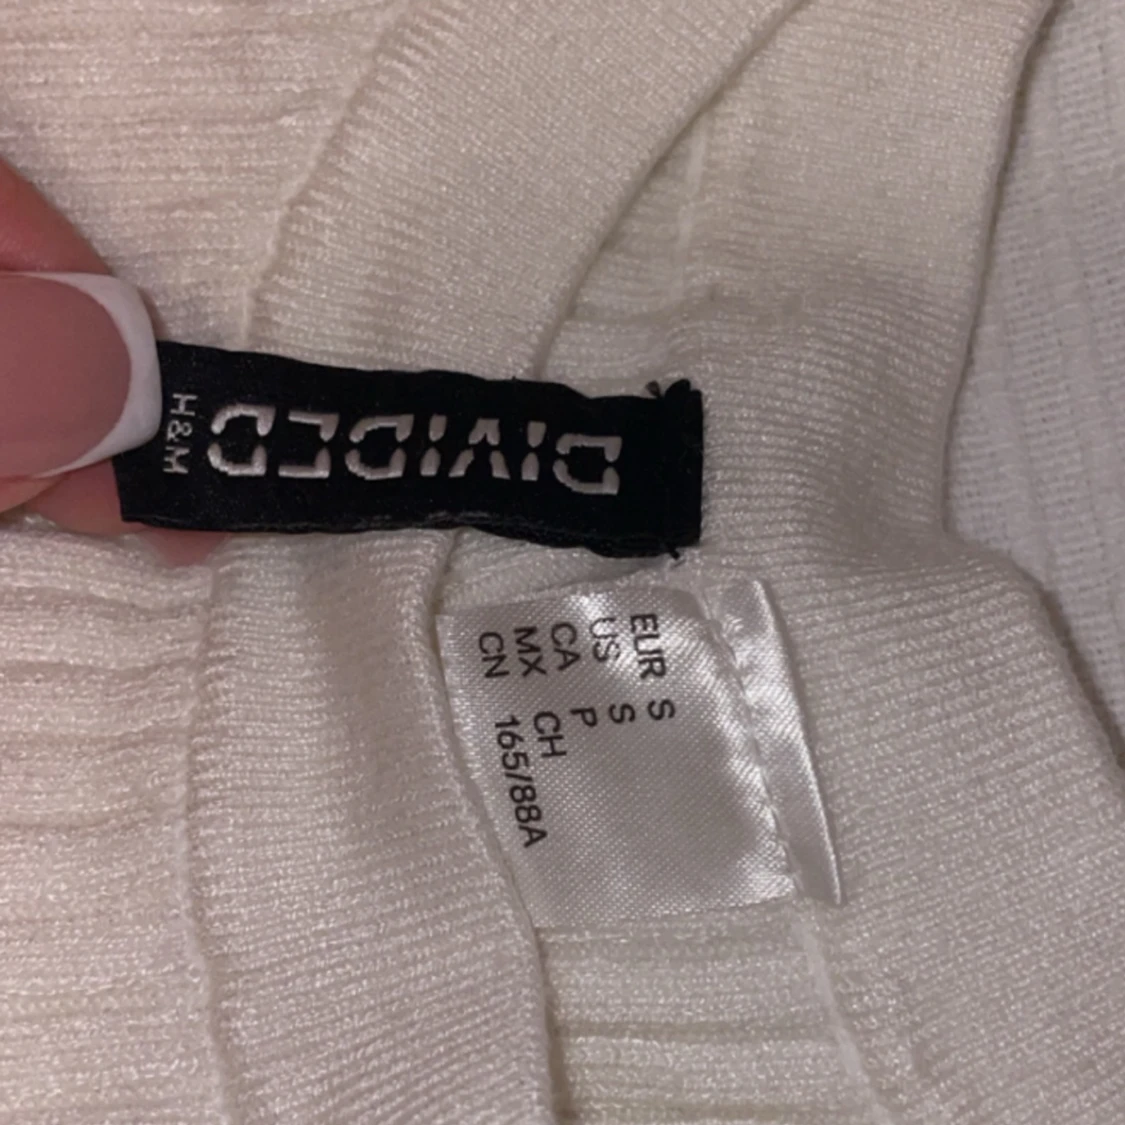 DIVIDED
H&M
EUR S
US S
CA P
MX CH
CN 165/88A